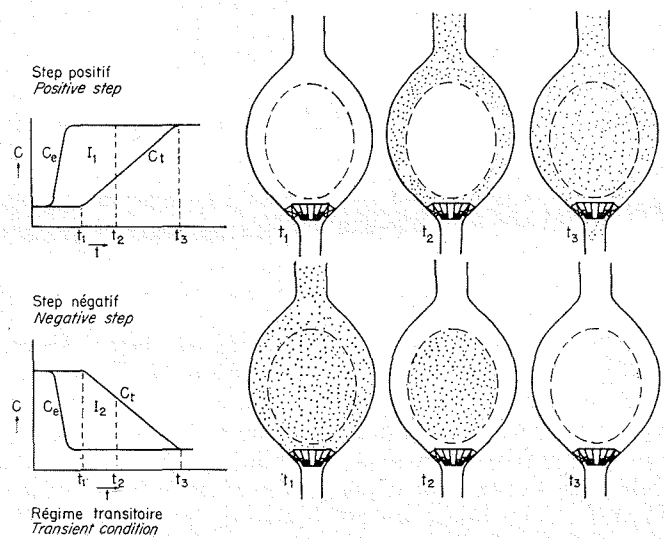 Step positif
Positive step
C
Ce
I1
Ct
t1
t2
t3
t
t1
t2
t3
Step négatif
Negative step
C
Ce
I2
Ct
t1
t2
t3
t
t1
t2
t3
Régime transitoire
Transient condition